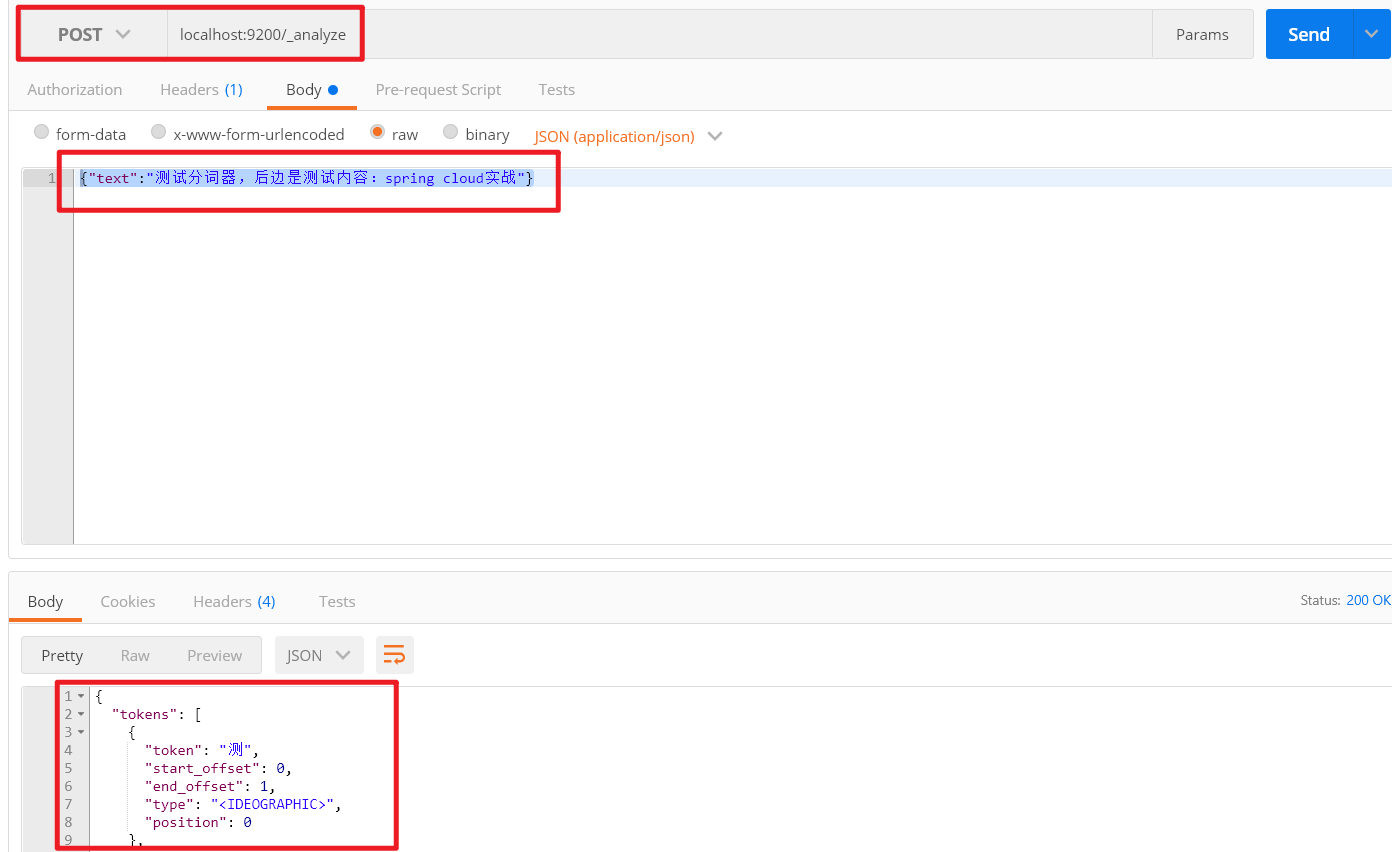 POST localhost:9200/_analyze Params Send
Authorization Headers (1) Body Pre-request Script Tests
form-data x-www-form-urlencoded raw binary JSON (application/json)
1 {"text":"测试分词器，后边是测试内容：spring cloud实战"}
Body Cookies Headers (4) Tests Status: 200 OK
Pretty Raw Preview JSON
1 {
2 "tokens": [
3 {
4 "token": "测",
5 "start_offset": 0,
6 "end_offset": 1,
7 "type": "<IDEOGRAPHIC>",
8 "position": 0
9 },